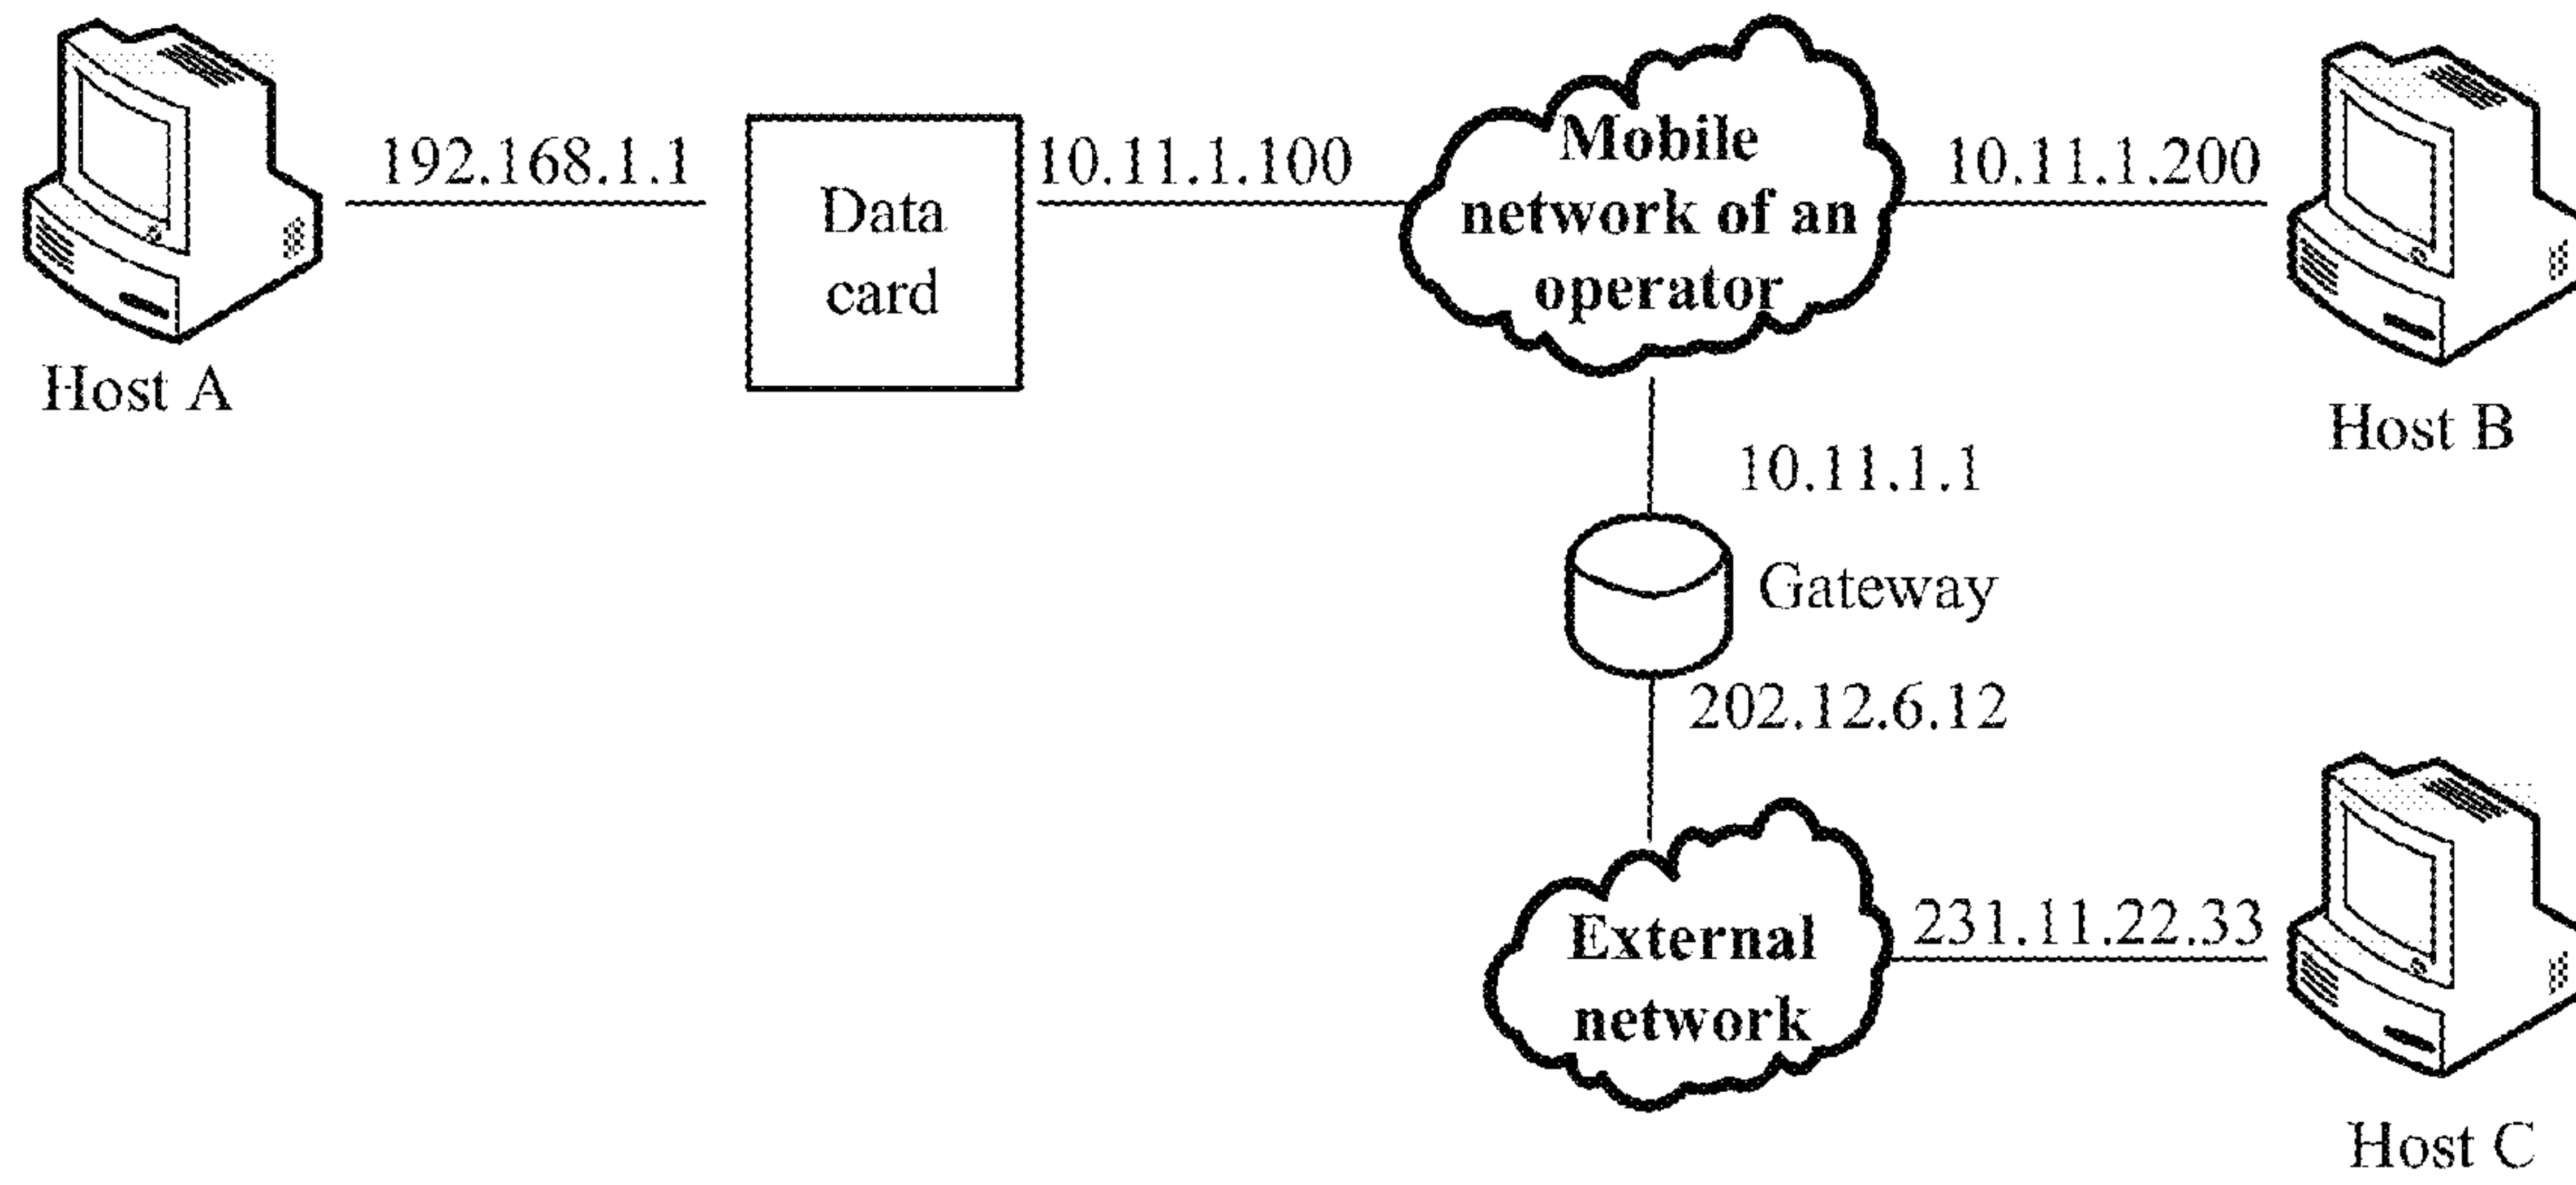 192.168.1.1
Data
card
10.11.1.100
Mobile
network of an
operator
10.11.1.200
Host A
Host B
10.11.1.1
Gateway
202.12.6.12
External
network
231.11.22.33
Host C